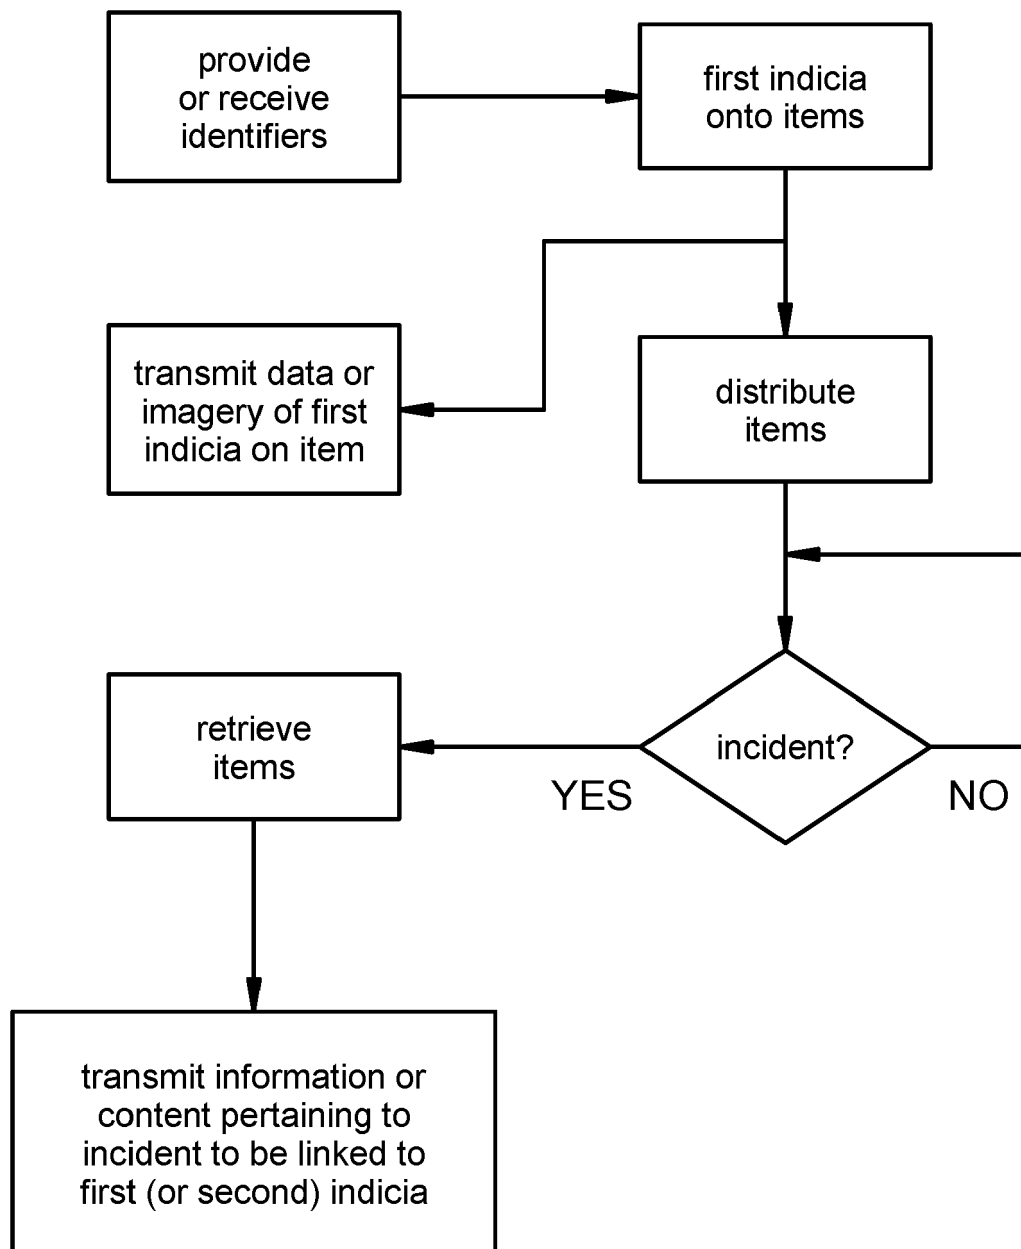 provide
or receive
identifiers
first indicia
onto items
transmit data or
imagery of first
indicia on item
distribute
items
retrieve
items
incident?
YES
NO
transmit information or
content pertaining to
incident to be linked to
first (or second) indicia